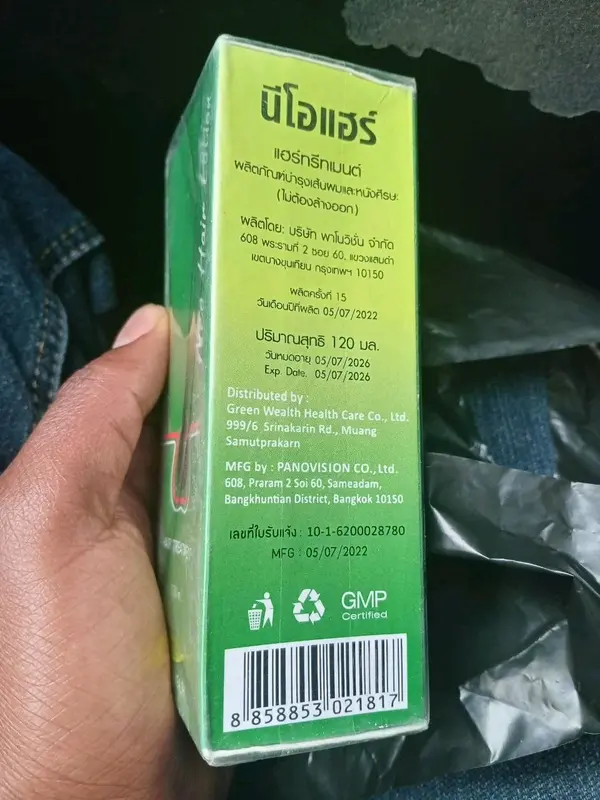 นีโอแฮร์
แฮร์ทรีทเมนต์
ผลิตภัณฑ์บำรุงเส้นผมและหนังศีรษะ
(ไม่ต้องล้างออก)
ผลิตโดย: บริษัท พาโนวิชั่น จำกัด
608 พระรามที่ 2 ซอย 60, แขวงแสมดำ
เขตบางขุนเทียน กรุงเทพฯ 10150
ผลิตครั้งที่ 15
วันเดือนปีที่ผลิต 05/07/2022
ปริมาณสุทธิ 120 มล.
วันหมดอายุ 05/07/2026
Exp. Date. 05/07/2026
Distributed by :
Green Wealth Health Care Co., Ltd.
999/6 Srinakarin Rd., Muang
Samutprakarn
MFG by : PANOVISION CO.,Ltd.
608, Praram 2 Soi 60, Sameadam,
Bangkhuntian District, Bangkok 10150
เลขที่ใบรับแจ้ง : 10-1-6200028780
MFG : 05/07/2022
GMP
Certified
8 858853 021817
Neo Hair Lotion